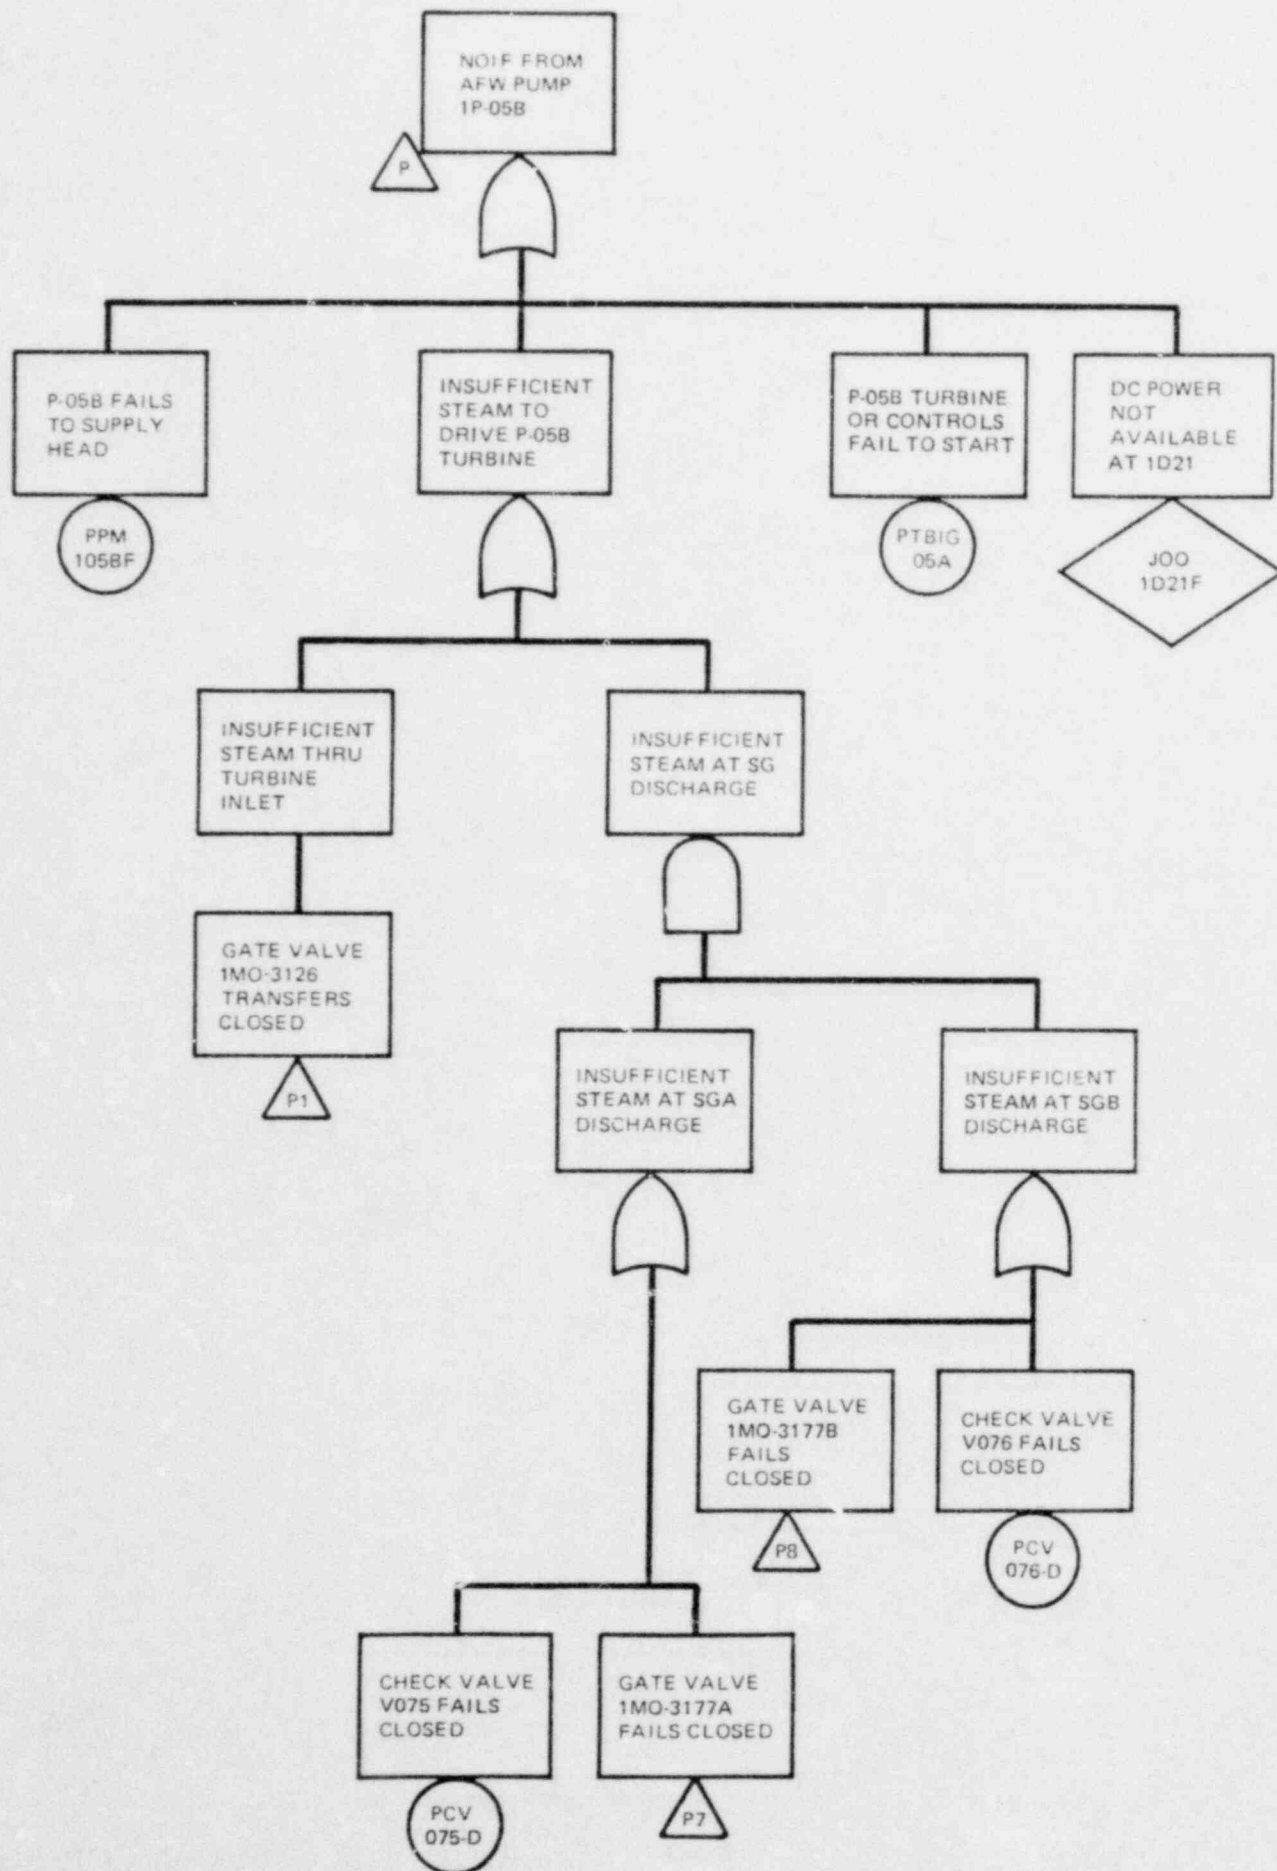 NOIF FROM
AFW PUMP
1P-05B
P
P-05B FAILS
TO SUPPLY
HEAD
PPM
105BF
INSUFFICIENT
STEAM TO
DRIVE P-05B
TURBINE
P-05B TURBINE
OR CONTROLS
FAIL TO START
PTBIG
05A
DC POWER
NOT
AVAILABLE
AT 1D21
JOO
1D21F
INSUFFICIENT
STEAM THRU
TURBINE
INLET
INSUFFICIENT
STEAM AT SG
DISCHARGE
GATE VALVE
1MO-3126
TRANSFERS
CLOSED
P1
INSUFFICIENT
STEAM AT SGA
DISCHARGE
INSUFFICIENT
STEAM AT SGB
DISCHARGE
GATE VALVE
1MO-3177B
FAILS
CLOSED
P8
CHECK VALVE
V076 FAILS
CLOSED
PCV
076-D
CHECK VALVE
V075 FAILS
CLOSED
PCV
075-D
GATE VALVE
1MO-3177A
FAILS CLOSED
P7